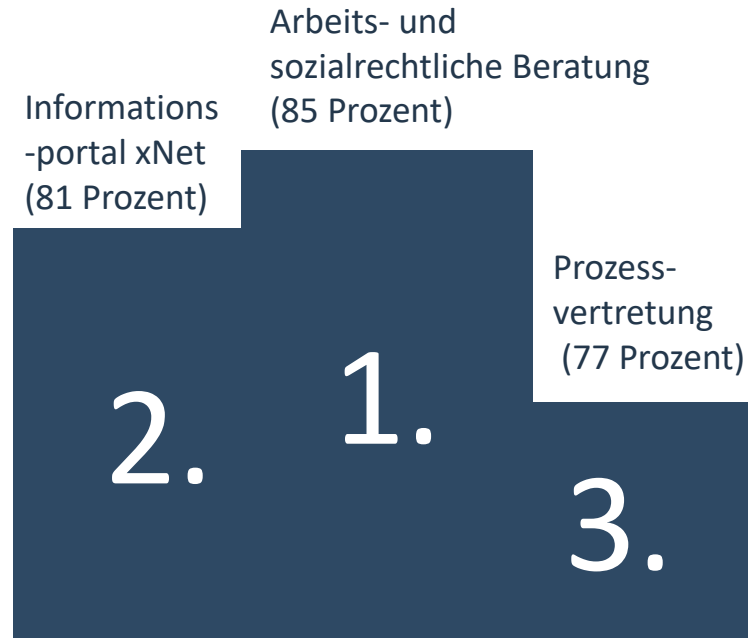 Arbeits- und
sozialrechtliche Beratung
(85 Prozent)
Informations
-portal xNet
(81 Prozent)
Prozess-
vertretung
(77 Prozent)
1.
2.
3.